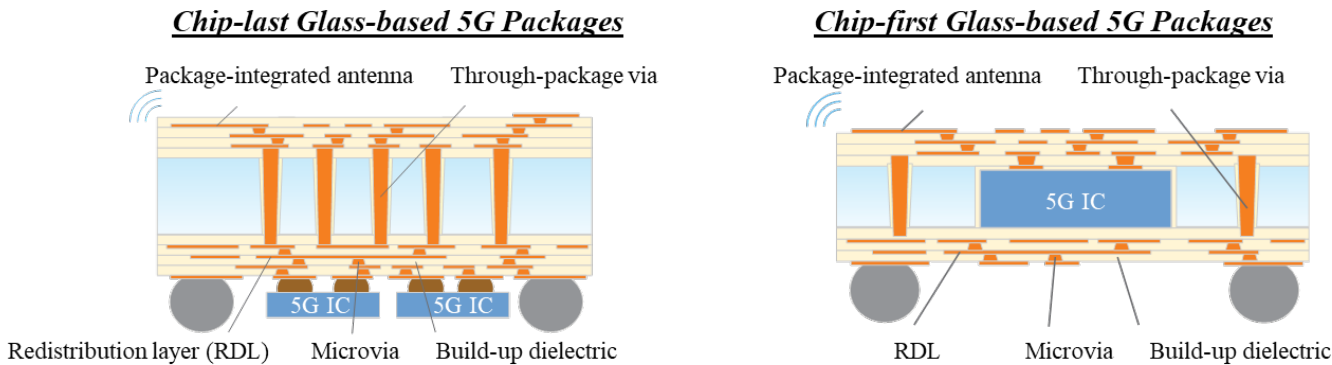 Chip-last Glass-based 5G Packages
Package-integrated antenna
Through-package via
5G IC
5G IC
Redistribution layer (RDL)
Microvia
Build-up dielectric
Chip-first Glass-based 5G Packages
Package-integrated antenna
Through-package via
5G IC
RDL
Microvia
Build-up dielectric